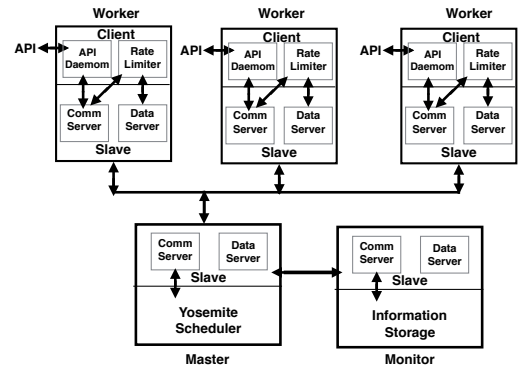 Worker
Worker
Worker
Client
API
API
Daemom
Rate
Limiter
Comm
Server
Data
Server
Slave
Client
API
API
Daemom
Rate
Limiter
Comm
Server
Data
Server
Slave
Client
API
API
Daemom
Rate
Limiter
Comm
Server
Data
Server
Slave
Comm
Server
Data
Server
Slave
Yosemite
Scheduler
Master
Comm
Server
Data
Server
Slave
Information
Storage
Monitor